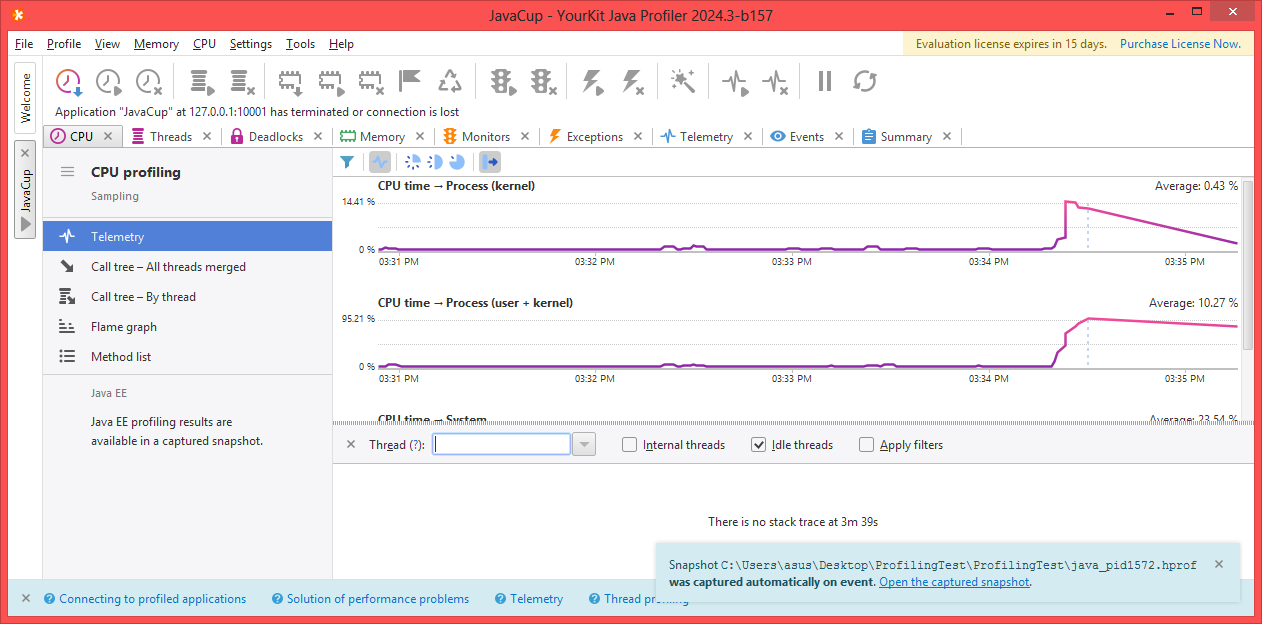 JavaCup - YourKit Java Profiler 2024.3-b157
File Profile View Memory CPU Settings Tools Help
Evaluation license expires in 15 days. Purchase License Now.
Welcome
JavaCup
Application "JavaCup" at 127.0.0.1:10001 has terminated or connection is lost
CPU Threads Deadlocks Memory Monitors Exceptions Telemetry Events Summary
CPU profiling
Sampling
Telemetry
Call tree – All threads merged
Call tree – By thread
Flame graph
Method list
Java EE
Java EE profiling results are
available in a captured snapshot.
CPU time → Process (kernel) Average: 0.43 %
14.41 %
0 %
03:31 PM 03:32 PM 03:33 PM 03:34 PM 03:35 PM
CPU time → Process (user + kernel) Average: 10.27 %
95.21 %
0 %
03:31 PM 03:32 PM 03:33 PM 03:34 PM 03:35 PM
CPU time → System Average: 23.54 %
Thread (?): Internal threads Idle threads Apply filters
There is no stack trace at 3m 39s
Snapshot C:\Users\asus\Desktop\ProfilingTest\ProfilingTest\java_pid1572.hprof
was captured automatically on event. Open the captured snapshot.
Connecting to profiled applications Solution of performance problems Telemetry Thread profiling